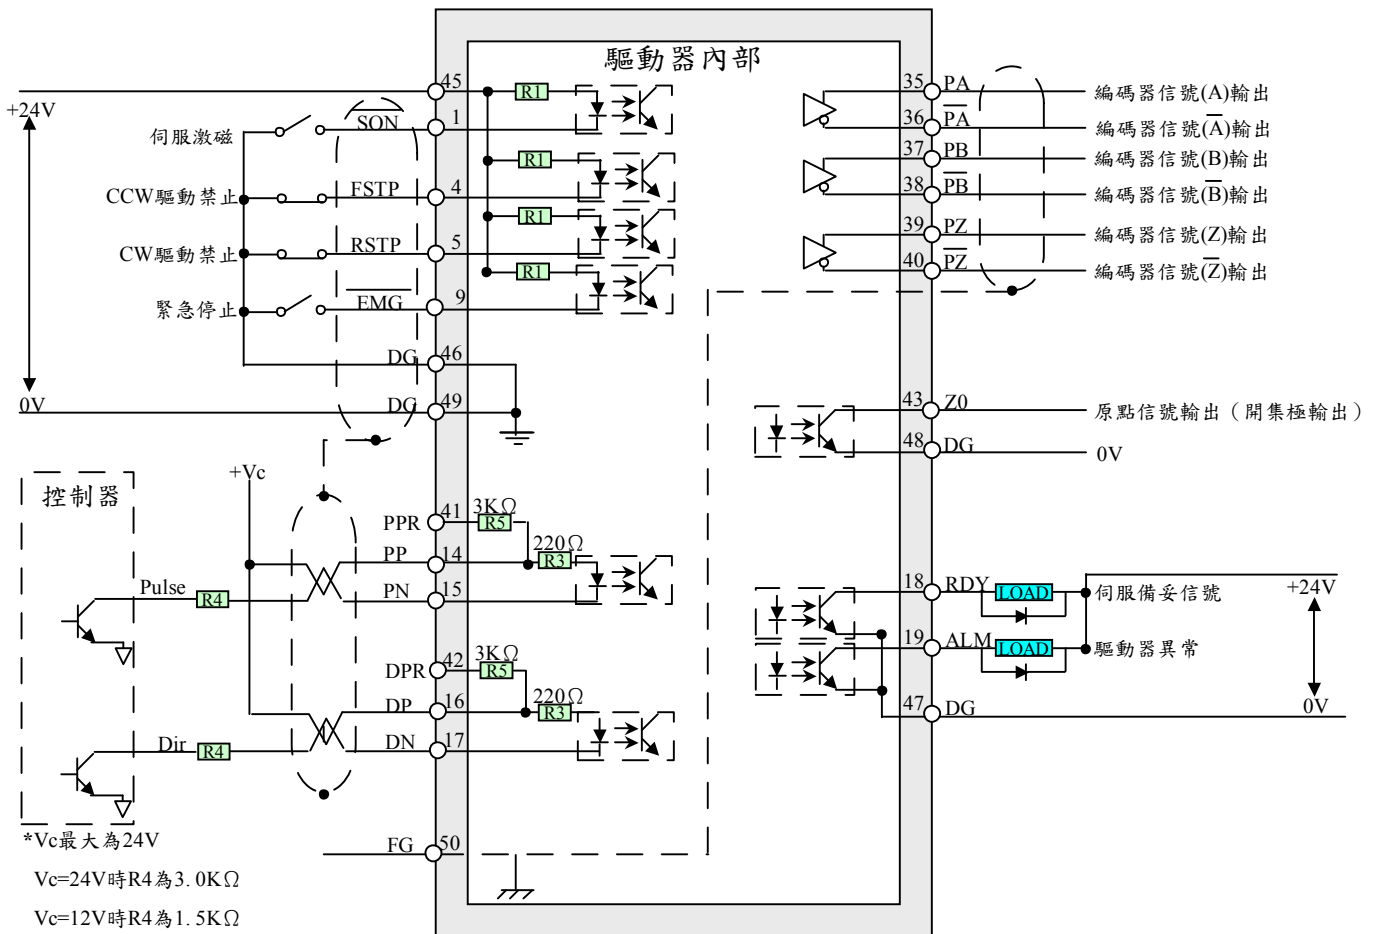 驅動器內部
+24V
0V
伺服激磁
CCW驅動禁止
CW驅動禁止
緊急停止
S̅O̅N̅
FSTP
RSTP
E̅M̅G̅
DG
DG
45
1
4
5
9
46
49
R1
R1
R1
R1
35 PA 編碼器信號(A)輸出
36 P̅A̅ 編碼器信號(A̅)輸出
37 PB 編碼器信號(B)輸出
38 P̅B̅ 編碼器信號(B̅)輸出
39 PZ 編碼器信號(Z)輸出
40 P̅Z̅ 編碼器信號(Z̅)輸出
43 Z0 原點信號輸出（開集極輸出）
48 DG 0V
控制器
+Vc
Pulse R4
Dir R4
PPR 41 3KΩ R5
PP 14 220Ω R3
PN 15
DPR 42 3KΩ R5
DP 16 220Ω R3
DN 17
FG 50
18 RDY LOAD 伺服備妥信號 +24V
19 ALM LOAD 驅動器異常
47 DG 0V
*Vc最大為24V
Vc=24V時R4為3.0KΩ
Vc=12V時R4為1.5KΩ